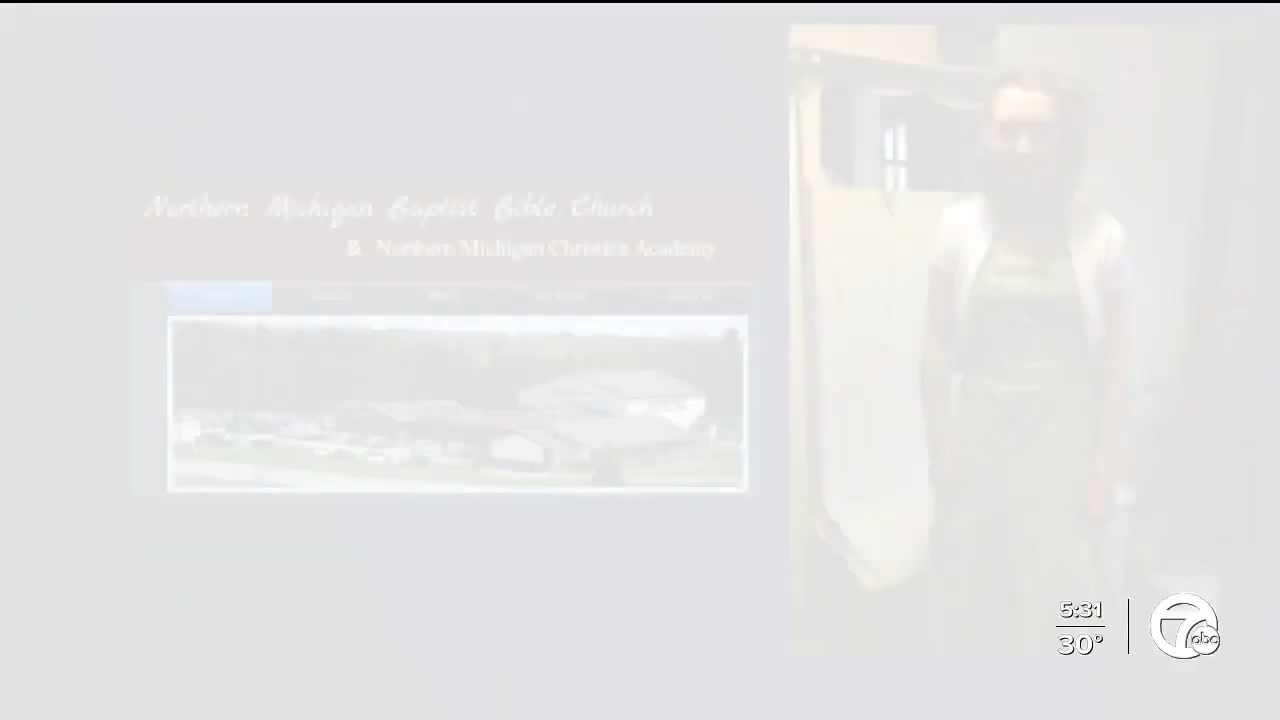 Northern Michigan Baptist Bible Church
& Northern Michigan Christian Academy
5:31
30°
7 abc